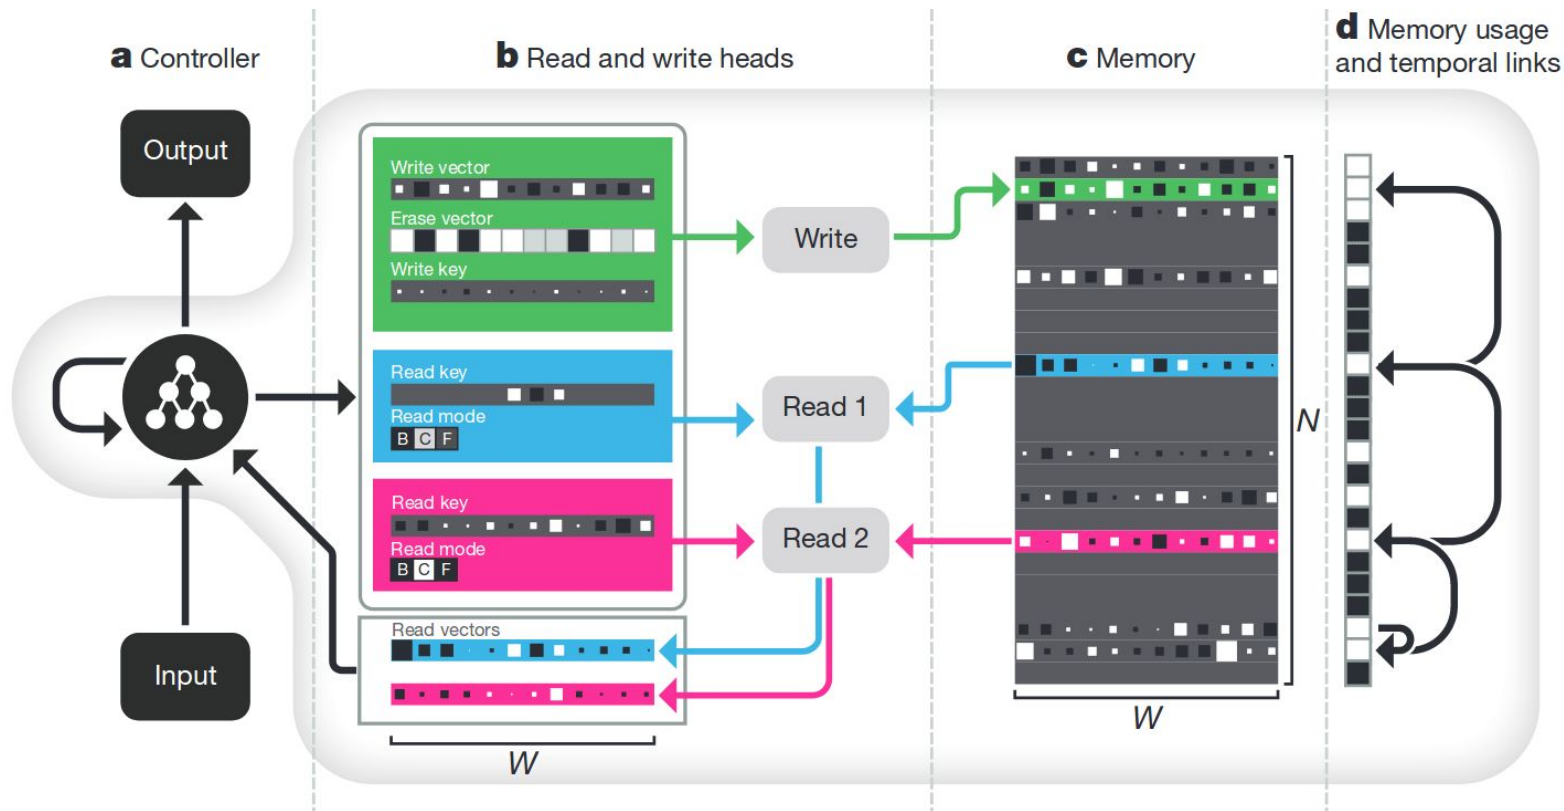 a Controller
b Read and write heads
c Memory
d Memory usage
and temporal links
Output
Input
Write vector
Erase vector
Write key
Read key
Read mode
B C F
Read key
Read mode
B C F
Read vectors
W
Write
Read 1
Read 2
N
W